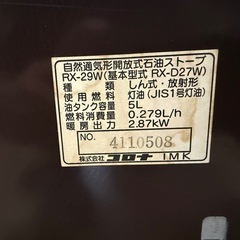 自然通気形開放式石油ストーブ
RX-29W(基本型式 RX-D27W)
種類 しん式・放射形
使用燃料 灯油(JIS1号灯油)
油タンク容量 5L
燃料消費量 0.279L/h
暖房出力 2.87kW
NO. 4110508
株式会社 コロナ IMK